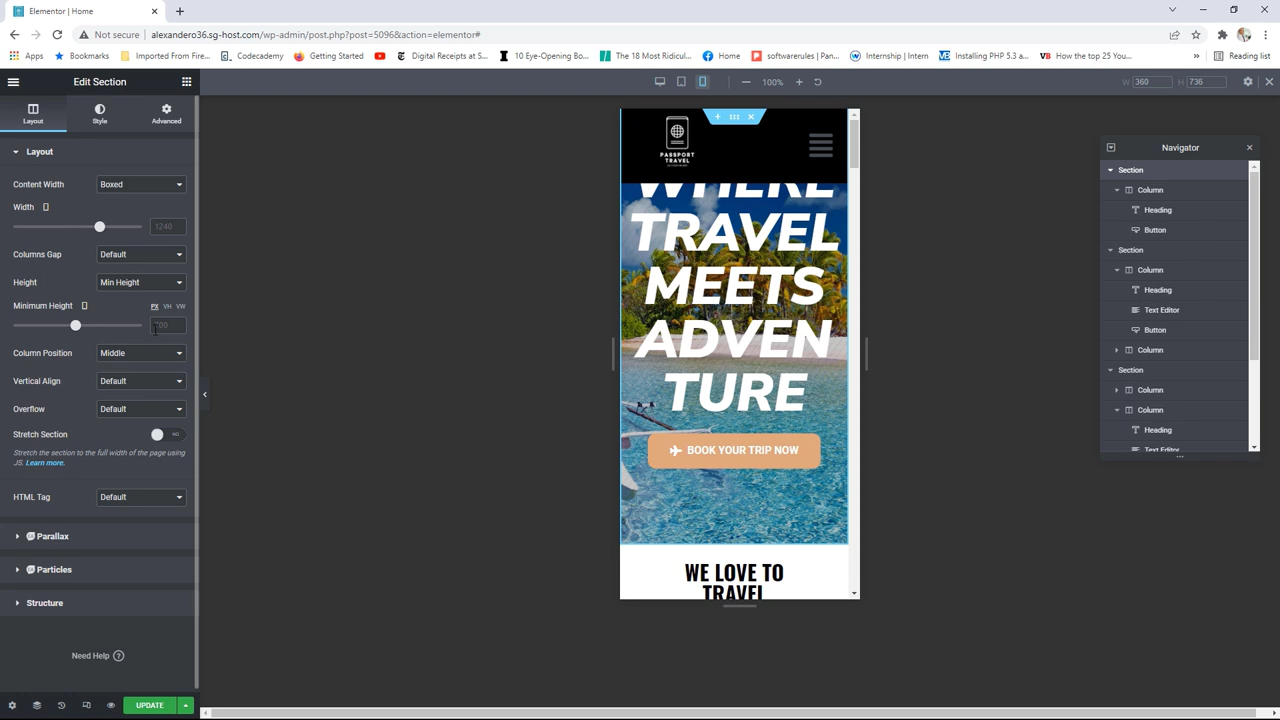 Elementor | Home
Not secure
alexandero36.sg-host.com/wp-admin/post.php?post=5096&action=elementor#
Apps
Bookmarks
Imported From Fire...
Codecademy
Getting Started
Digital Receipts at S...
10 Eye-Opening Bo...
The 18 Most Ridicul...
Home
softwarerules | Pan...
Internship | Intern
Installing PHP 5.3 a...
How the top 25 You...
»
Reading list
Edit Section
100%
W 360
H 736
Layout
Style
Advanced
Layout
Content Width
Boxed
Width
1240
Columns Gap
Default
Height
Min Height
Minimum Height
PX VH VW
Column Position
Middle
Vertical Align
Default
Overflow
Default
Stretch Section
NO
Stretch the section to the full width of the page using
JS. Learn more.
HTML Tag
Default
Parallax
Particles
Structure
Need Help
UPDATE
PASSPORT
TRAVEL
WHERE
TRAVEL
MEETS
ADVEN
TURE
BOOK YOUR TRIP NOW
WE LOVE TO
TRAVEL
Navigator
Section
Column
Heading
Button
Section
Column
Heading
Text Editor
Button
Column
Section
Column
Column
Heading
Text Editor